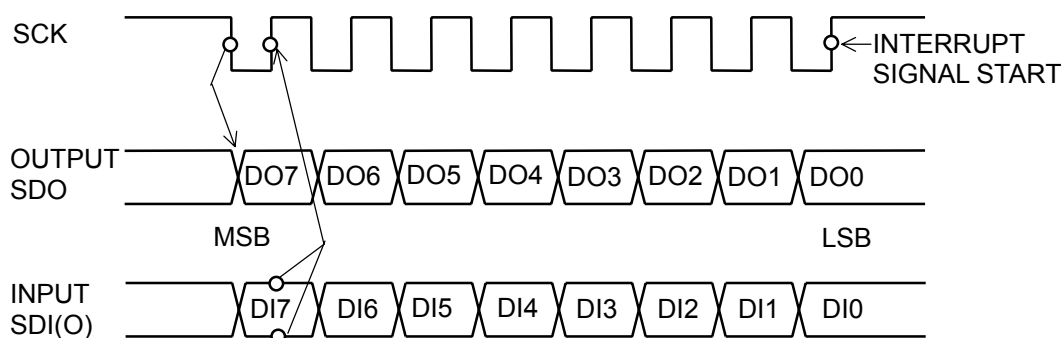 SCK
INTERRUPT
SIGNAL START
OUTPUT
SDO
DO7 DO6 DO5 DO4 DO3 DO2 DO1 DO0
MSB LSB
INPUT
SDI(O)
DI7 DI6 DI5 DI4 DI3 DI2 DI1 DI0